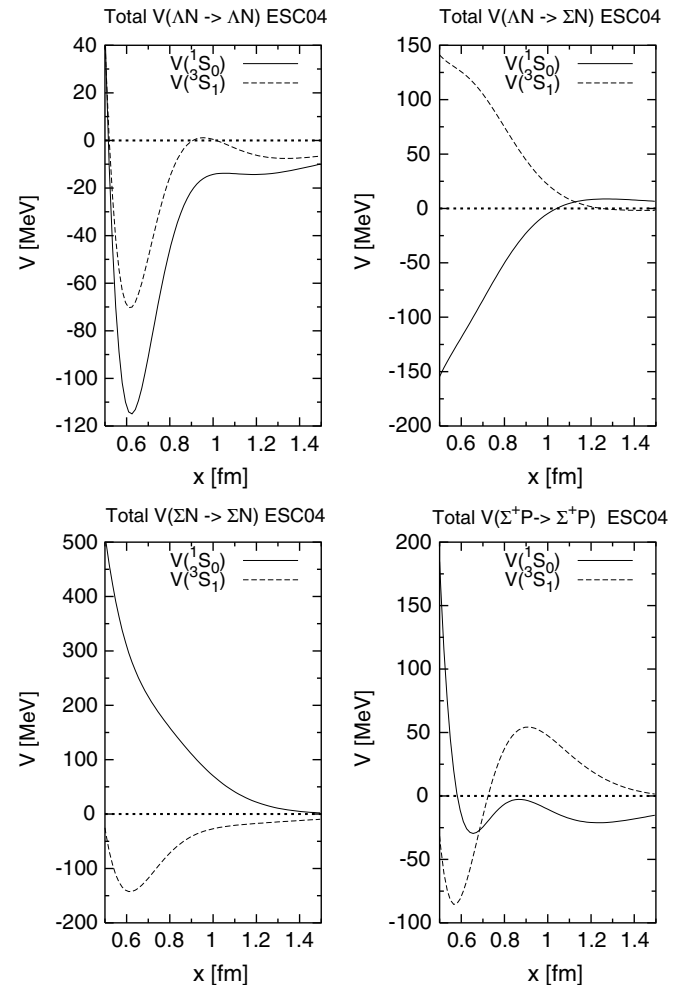 Total V(ΛN -> ΛN) ESC04
V(¹S₀)
V(³S₁)
40
20
0
-20
-40
-60
-80
-100
-120
V [MeV]
0.6 0.8 1 1.2 1.4
x [fm]
Total V(ΛN -> ΣN) ESC04
V(¹S₀)
V(³S₁)
150
100
50
0
-50
-100
-150
-200
V [MeV]
0.6 0.8 1 1.2 1.4
x [fm]
Total V(ΣN -> ΣN) ESC04
V(¹S₀)
V(³S₁)
500
400
300
200
100
0
-100
-200
V [MeV]
0.6 0.8 1 1.2 1.4
x [fm]
Total V(Σ⁺P-> Σ⁺P) ESC04
V(¹S₀)
V(³S₁)
200
150
100
50
0
-25
-50
-75
-100
V [MeV]
0.6 0.8 1 1.2 1.4
x [fm]